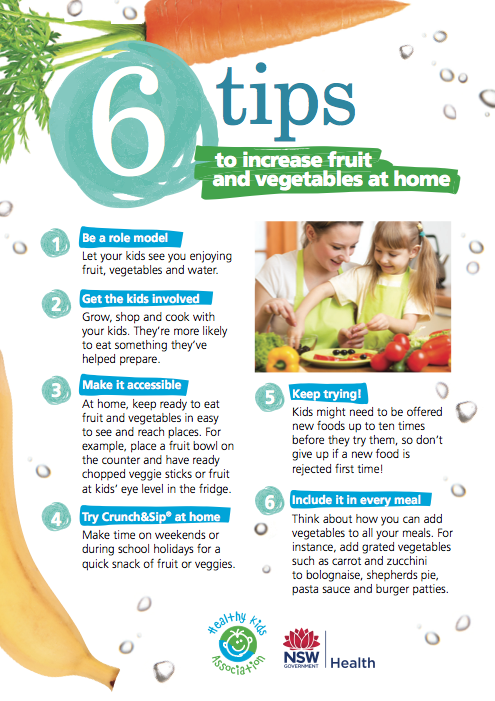 6 tips
to increase fruit
and vegetables at home
1 Be a role model
Let your kids see you enjoying
fruit, vegetables and water.
2 Get the kids involved
Grow, shop and cook with
your kids. They're more likely
to eat something they've
helped prepare.
3 Make it accessible
At home, keep ready to eat
fruit and vegetables in easy
to see and reach places. For
example, place a fruit bowl on
the counter and have ready
chopped veggie sticks or fruit
at kids' eye level in the fridge.
4 Try Crunch&Sip® at home
Make time on weekends or
during school holidays for a
quick snack of fruit or veggies.
5 Keep trying!
Kids might need to be offered
new foods up to ten times
before they try them, so don't
give up if a new food is
rejected first time!
6 Include it in every meal
Think about how you can add
vegetables to all your meals. For
instance, add grated vegetables
such as carrot and zucchini
to bolognaise, shepherds pie,
pasta sauce and burger patties.
Healthy Kids
Association
NSW
GOVERNMENT
Health